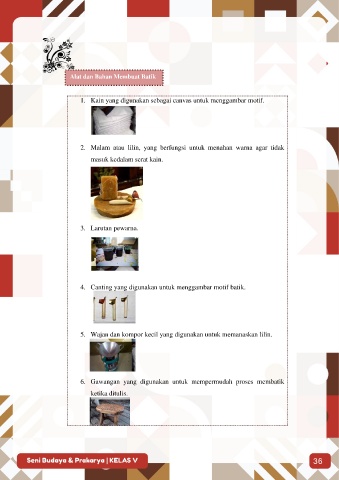 Alat dan Bahan Membuat Batik
1. Kain yang digunakan sebagai canvas untuk menggambar motif.
2. Malam atau lilin, yang berfungsi untuk menahan warna agar tidak
masuk kedalam serat kain.
3. Larutan pewarna.
4. Canting yang digunakan untuk menggambar motif batik.
5. Wajan dan kompor kecil yang digunakan untuk memanaskan lilin.
6. Gawangan yang digunakan untuk mempermudah proses membatik
ketika ditulis.
Seni Budaya & Prakarya | KELAS V
36